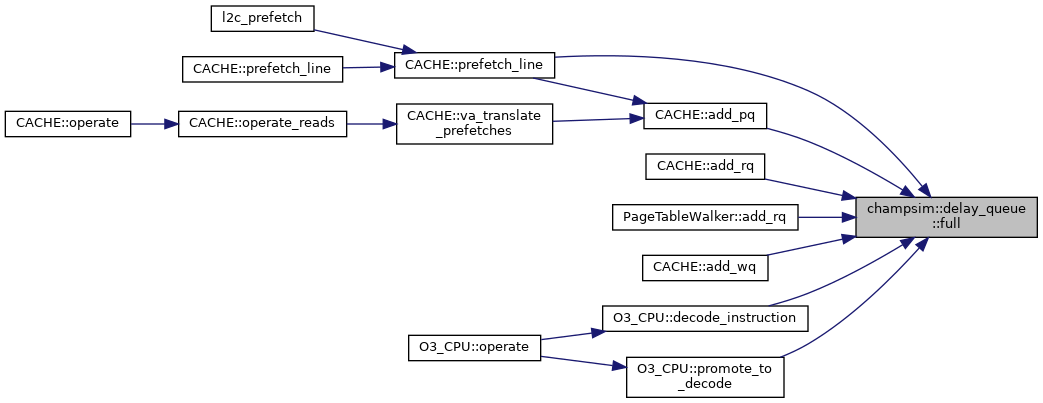 l2c_prefetch
CACHE::prefetch_line
CACHE::prefetch_line
CACHE::operate
CACHE::operate_reads
CACHE::va_translate
_prefetches
CACHE::add_pq
CACHE::add_rq
PageTableWalker::add_rq
champsim::delay_queue
::full
CACHE::add_wq
O3_CPU::decode_instruction
O3_CPU::operate
O3_CPU::promote_to
_decode